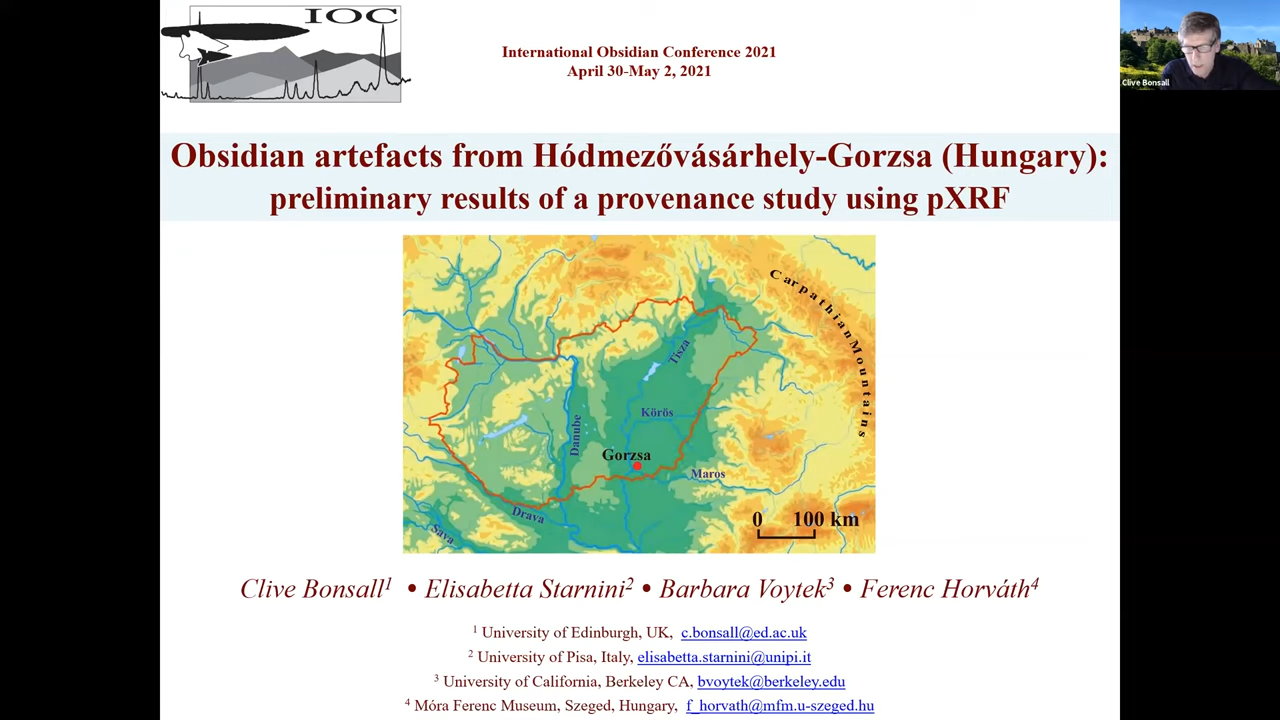 IOC
International Obsidian Conference 2021
April 30-May 2, 2021
Clive Bonsall
Obsidian artefacts from Hódmezővásárhely-Gorzsa (Hungary):
preliminary results of a provenance study using pXRF
Carpathian Mountains
Tisza
Körös
Danube
Gorzsa
Maros
Drava
Sava
0 100 km
Clive Bonsall1 • Elisabetta Starnini2 • Barbara Voytek3 • Ferenc Horváth4
1 University of Edinburgh, UK, c.bonsall@ed.ac.uk
2 University of Pisa, Italy, elisabetta.starnini@unipi.it
3 University of California, Berkeley CA, bvoytek@berkeley.edu
4 Móra Ferenc Museum, Szeged, Hungary, f_horvath@mfm.u-szeged.hu